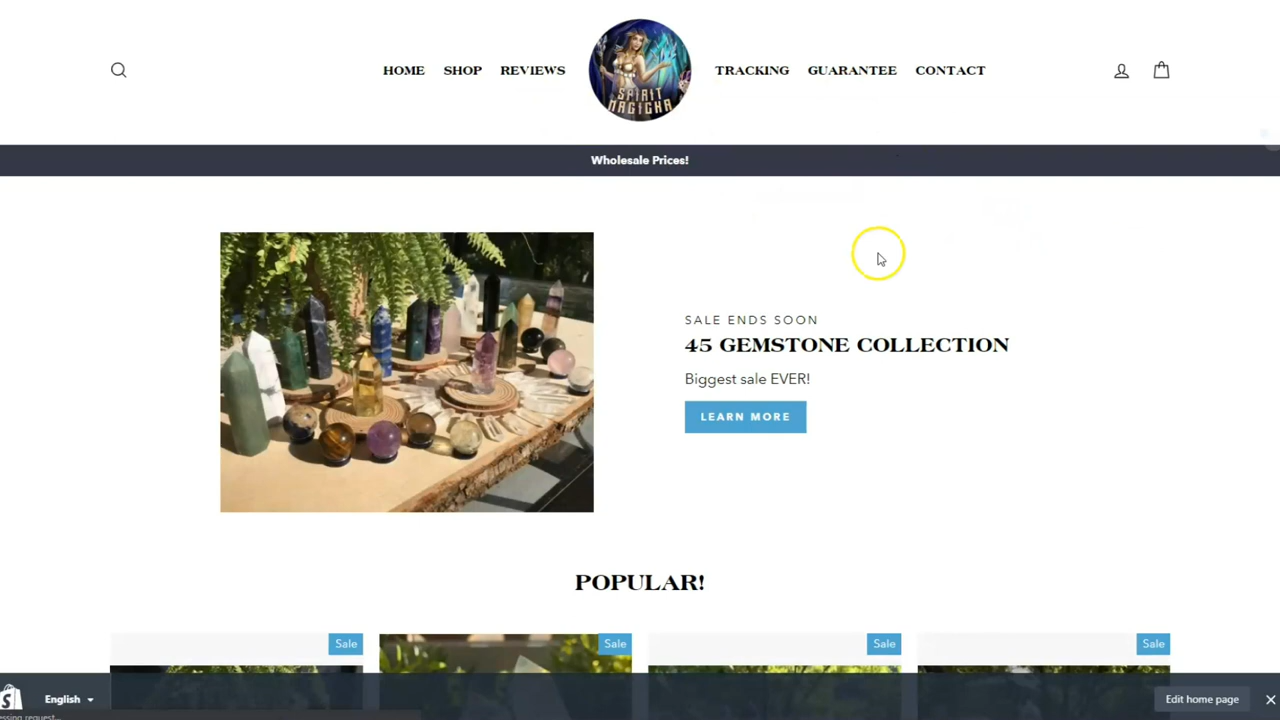 HOME SHOP REVIEWS
SPIRIT
MAGICKA
TRACKING GUARANTEE CONTACT
Wholesale Prices!
SALE ENDS SOON
45 GEMSTONE COLLECTION
Biggest sale EVER!
LEARN MORE
POPULAR!
Sale Sale Sale Sale
English
Edit home page
request...